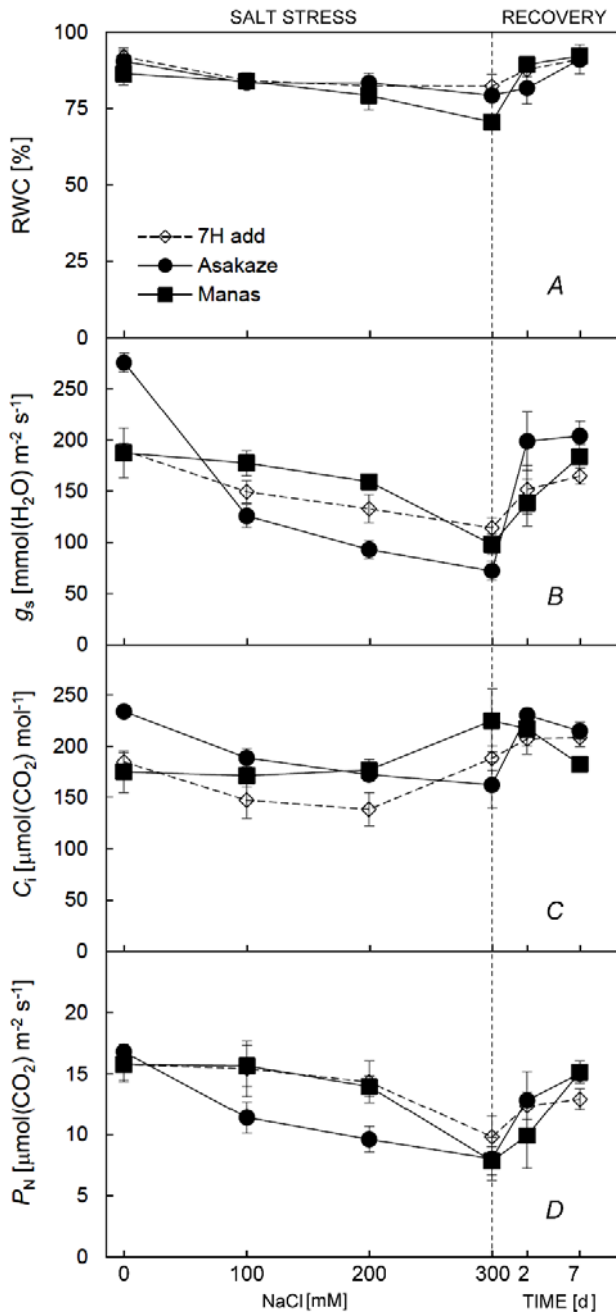 SALT STRESS RECOVERY
100
75
50
25
0
RWC [%]
7H add
Asakaze
Manas
A
250
200
150
100
50
0
gs [mmol(H2O) m-2 s-1]
B
250
200
150
100
50
0
Ci [µmol(CO2) mol-1]
C
20
15
10
5
0
PN [µmol(CO2) m-2 s-1]
D
0 100 200 300 2 7
NaCl [mM] TIME [d]